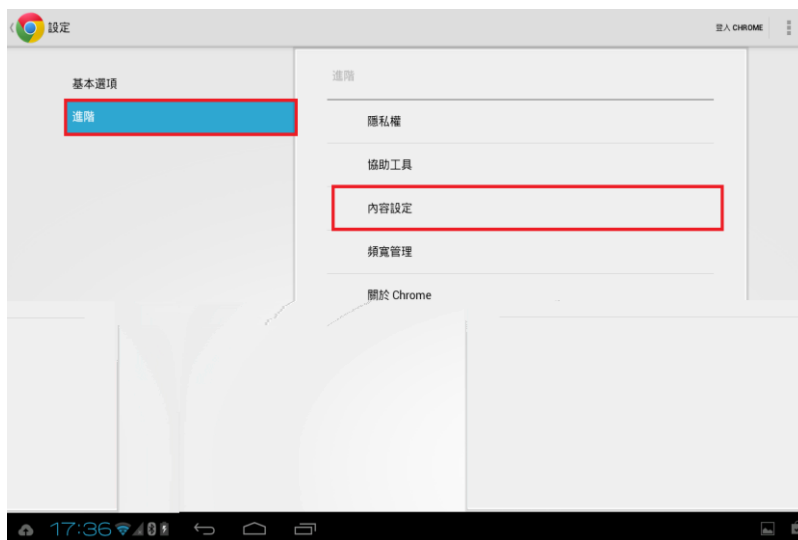 設定
登入 CHROME
基本選項
進階
進階
隱私權
協助工具
內容設定
頻寬管理
關於 Chrome
17:36